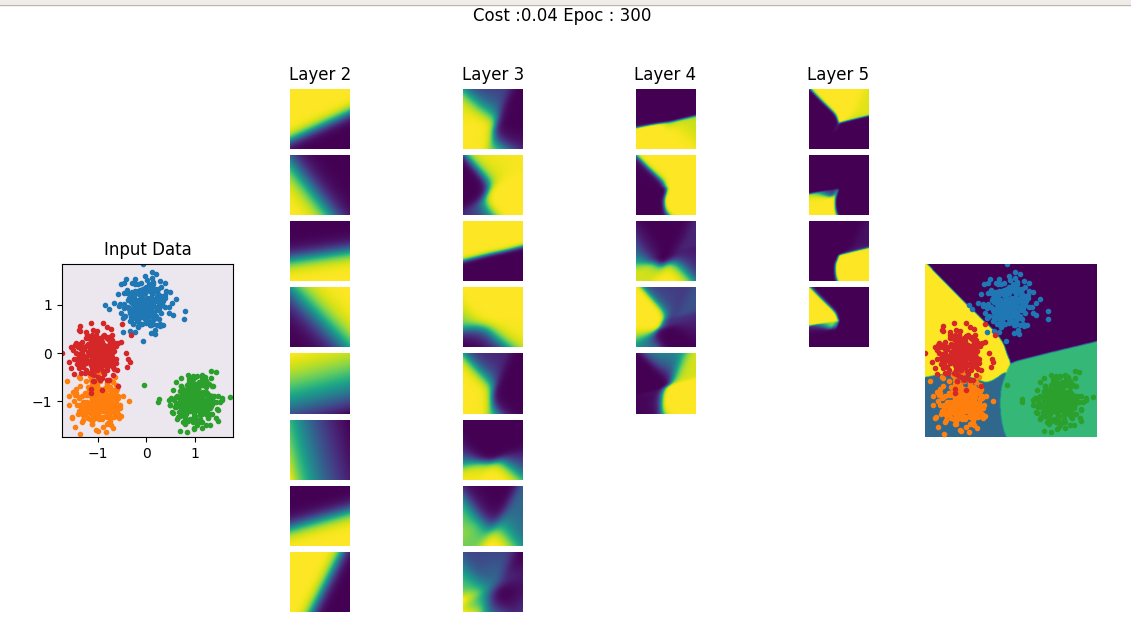 Cost :0.04 Epoc : 300
Layer 2
Layer 3
Layer 4
Layer 5
Input Data
1
0
−1
−1
0
1